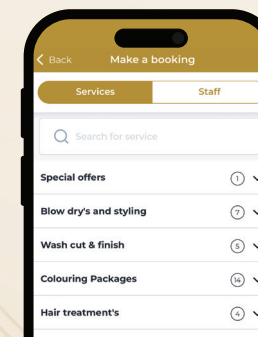 Back Make a booking
Services Staff
Search for service
Special offers 1
Blow dry's and styling 7
Wash cut & finish 5
Colouring Packages 14
Hair treatment's 4